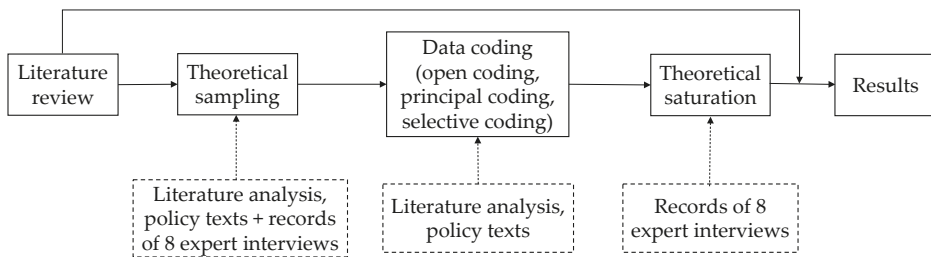 Literature
review
Theoretical
sampling
Data coding
(open coding,
principal coding,
selective coding)
Theoretical
saturation
Results
Literature analysis,
policy texts + records
of 8 expert interviews
Literature analysis,
policy texts
Records of 8
expert interviews